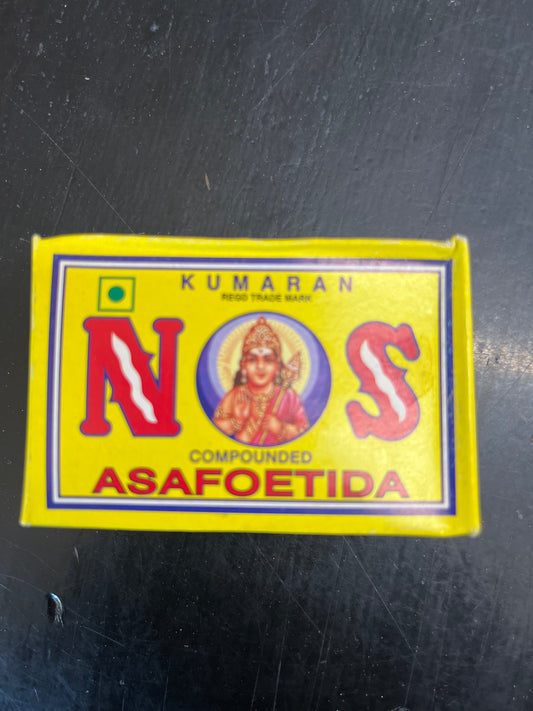 KUMARAN
REGD TRADE MARK
N S
COMPOUNDED
ASAFOETIDA